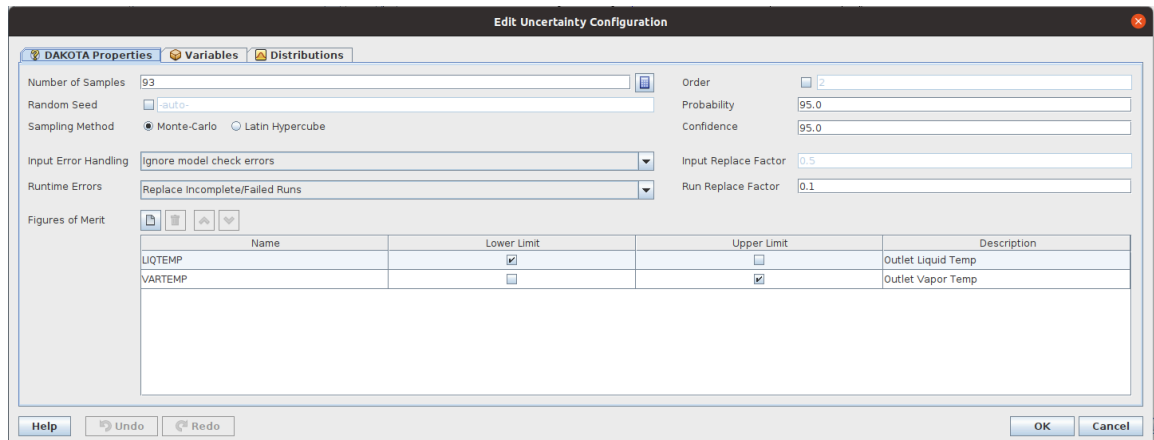 Edit Uncertainty Configuration
DAKOTA Properties Variables Distributions
Number of Samples 93 Order 2
Random Seed -auto- Probability 95.0
Sampling Method Monte-Carlo Latin Hypercube Confidence 95.0
Input Error Handling Ignore model check errors Input Replace Factor 0.5
Runtime Errors Replace Incomplete/Failed Runs Run Replace Factor 0.1
Figures of Merit
Name Lower Limit Upper Limit Description
LIQTEMP Outlet Liquid Temp
VARTEMP Outlet Vapor Temp
Help Undo Redo OK Cancel